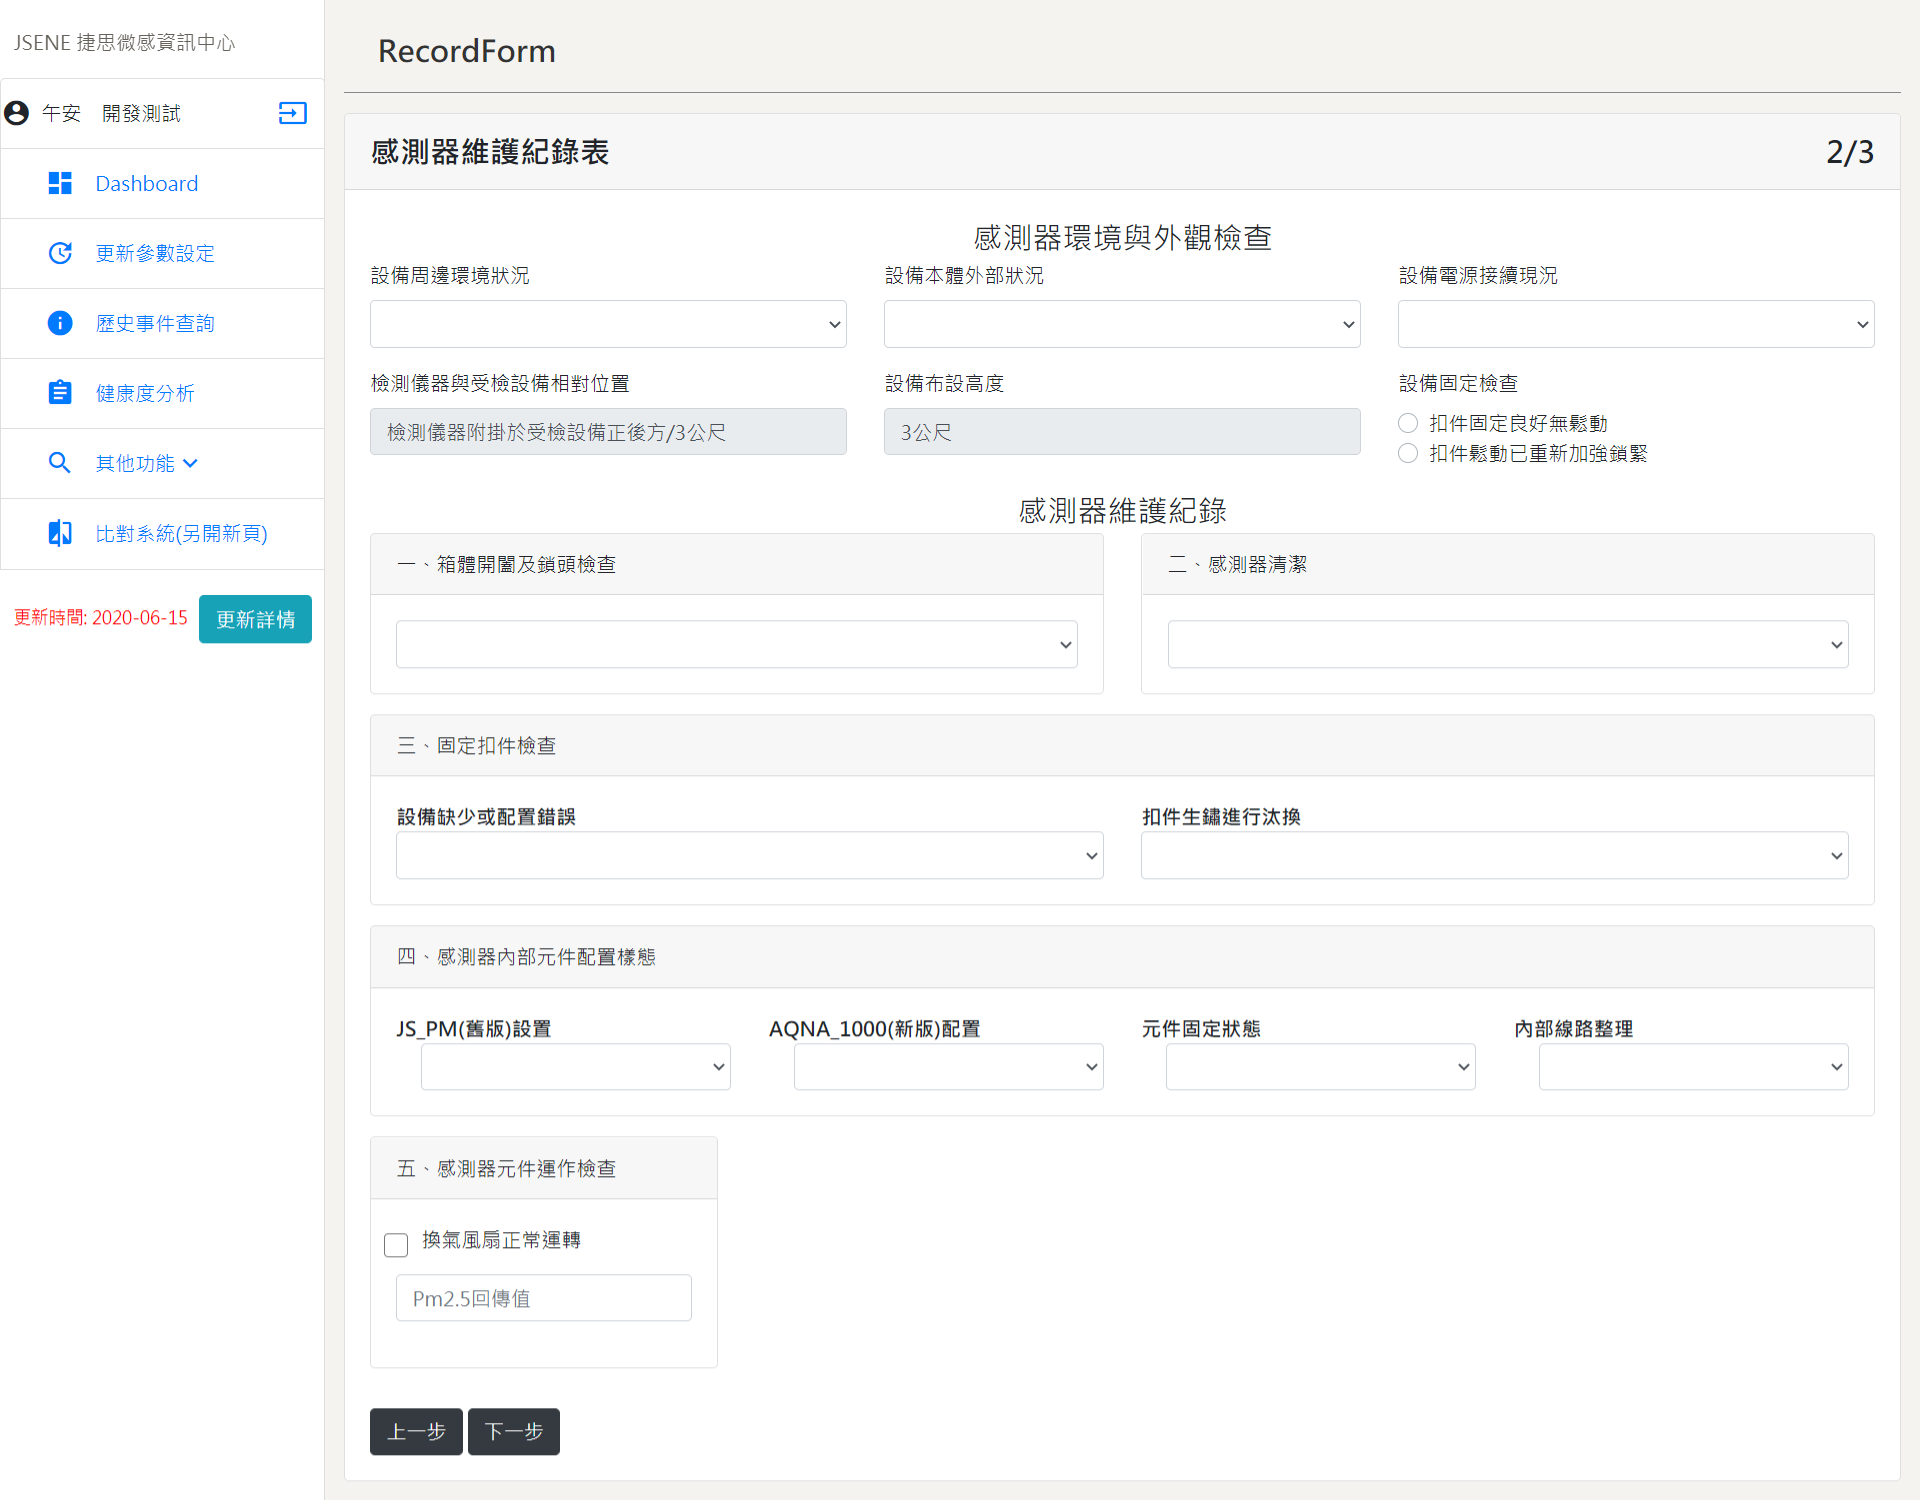 JSENE 捷思微感資訊中心
午安 開發測試
Dashboard
更新參數設定
歷史事件查詢
健康度分析
其他功能
比對系統(另開新頁)
更新時間: 2020-06-15
更新詳情
RecordForm
感測器維護紀錄表
2/3
感測器環境與外觀檢查
設備周邊環境狀況
設備本體外部狀況
設備電源接續現況
檢測儀器與受檢設備相對位置
設備布設高度
設備固定檢查
檢測儀器附掛於受檢設備正後方/3公尺
3公尺
扣件固定良好無鬆動
扣件鬆動已重新加強鎖緊
感測器維護紀錄
一、箱體開闔及鎖頭檢查
二、感測器清潔
三、固定扣件檢查
設備缺少或配置錯誤
扣件生鏽進行汰換
四、感測器內部元件配置樣態
JS_PM(舊版)設置
AQNA_1000(新版)配置
元件固定狀態
內部線路整理
五、感測器元件運作檢查
換氣風扇正常運轉
Pm2.5回傳值
上一步
下一步